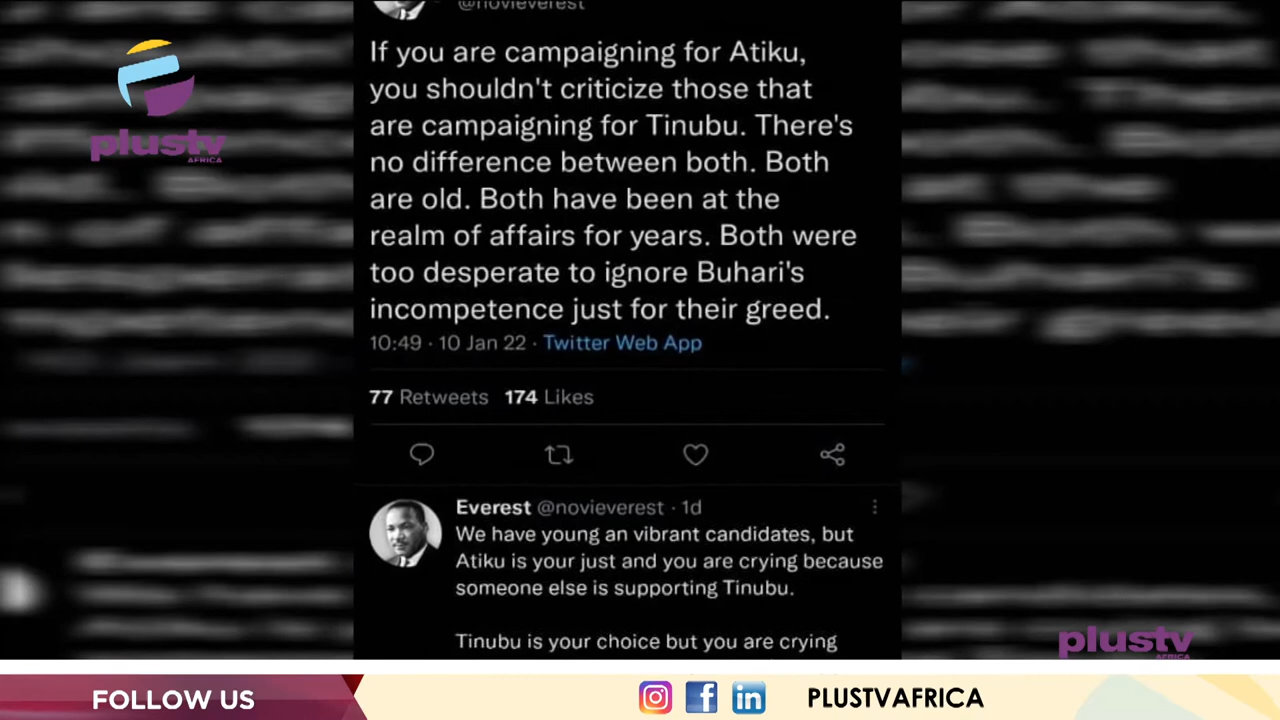 @novieverest
plustv
AFRICA
If you are campaigning for Atiku,
you shouldn't criticize those that
are campaigning for Tinubu. There's
no difference between both. Both
are old. Both have been at the
realm of affairs for years. Both were
too desperate to ignore Buhari's
incompetence just for their greed.
10:49 · 10 Jan 22 · Twitter Web App
77 Retweets 174 Likes
Everest @novieverest · 1d
We have young an vibrant candidates, but
Atiku is your just and you are crying because
someone else is supporting Tinubu.
Tinubu is your choice but you are crying
plustv
AFRICA
FOLLOW US
PLUSTVAFRICA